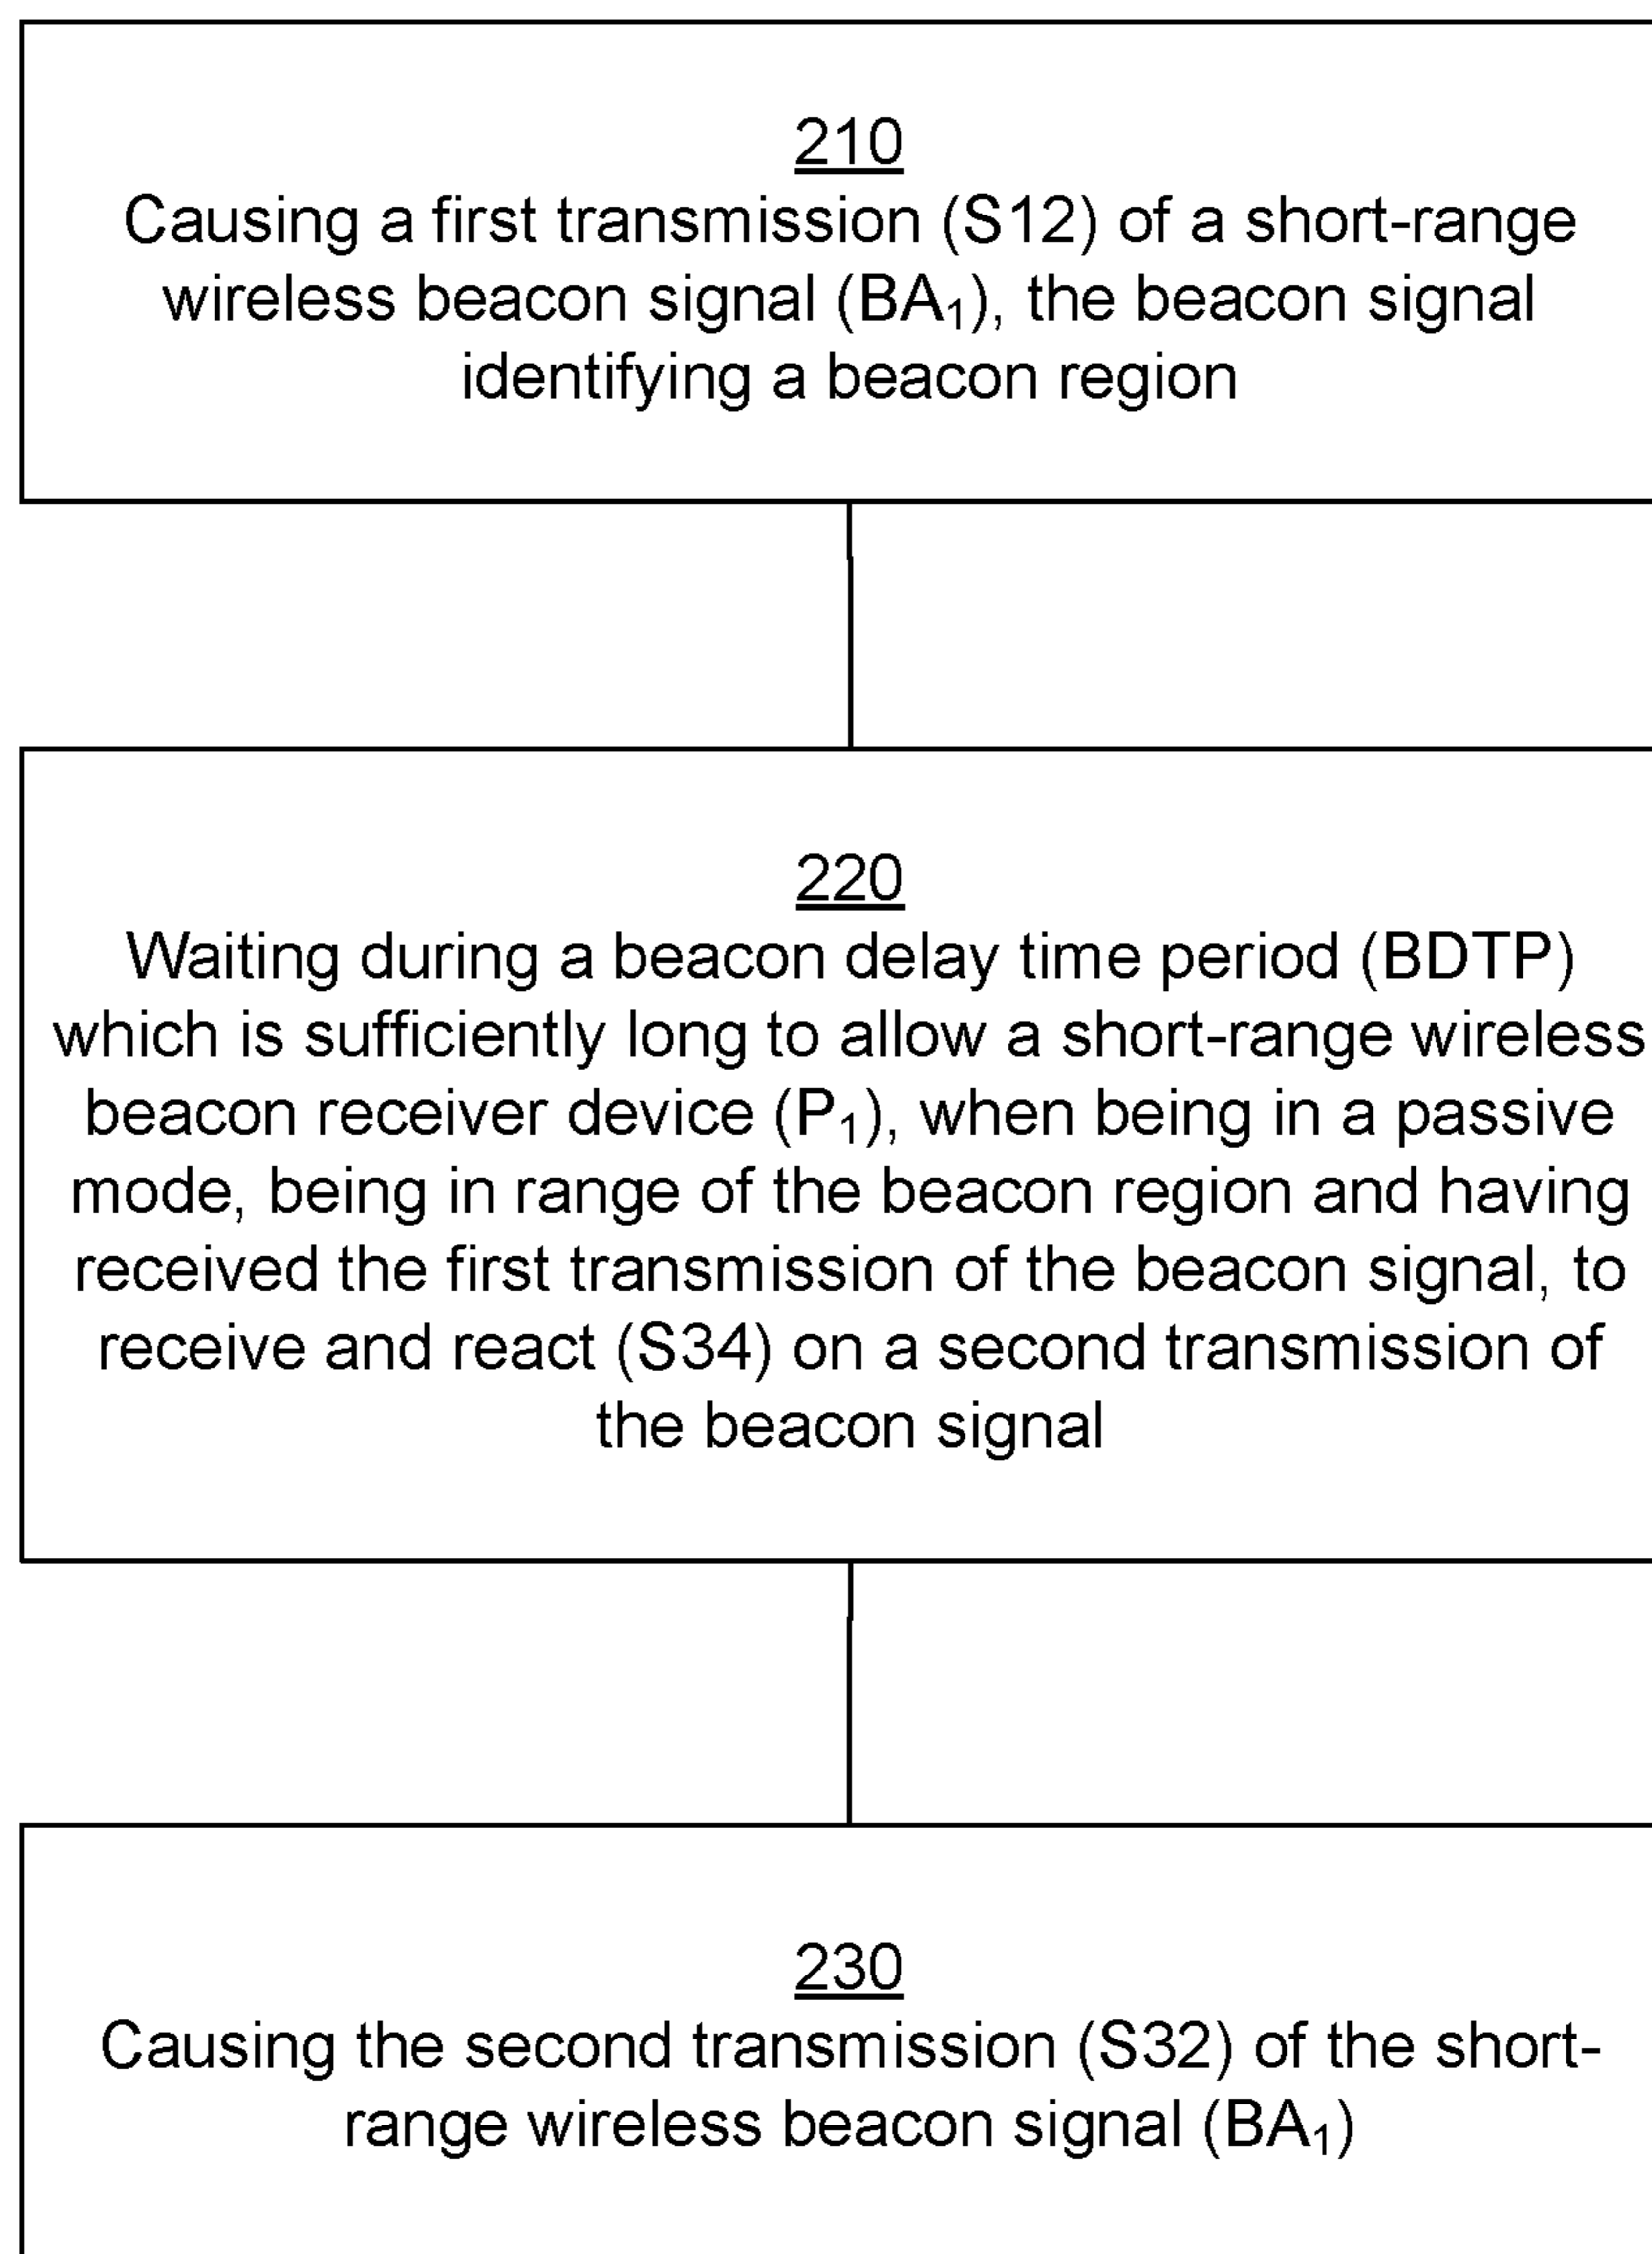 210
Causing a first transmission (S12) of a short-range
wireless beacon signal (BA₁), the beacon signal
identifying a beacon region
220
Waiting during a beacon delay time period (BDTP)
which is sufficiently long to allow a short-range wireless
beacon receiver device (P₁), when being in a passive
mode, being in range of the beacon region and having
received the first transmission of the beacon signal, to
receive and react (S34) on a second transmission of
the beacon signal
230
Causing the second transmission (S32) of the short-
range wireless beacon signal (BA₁)